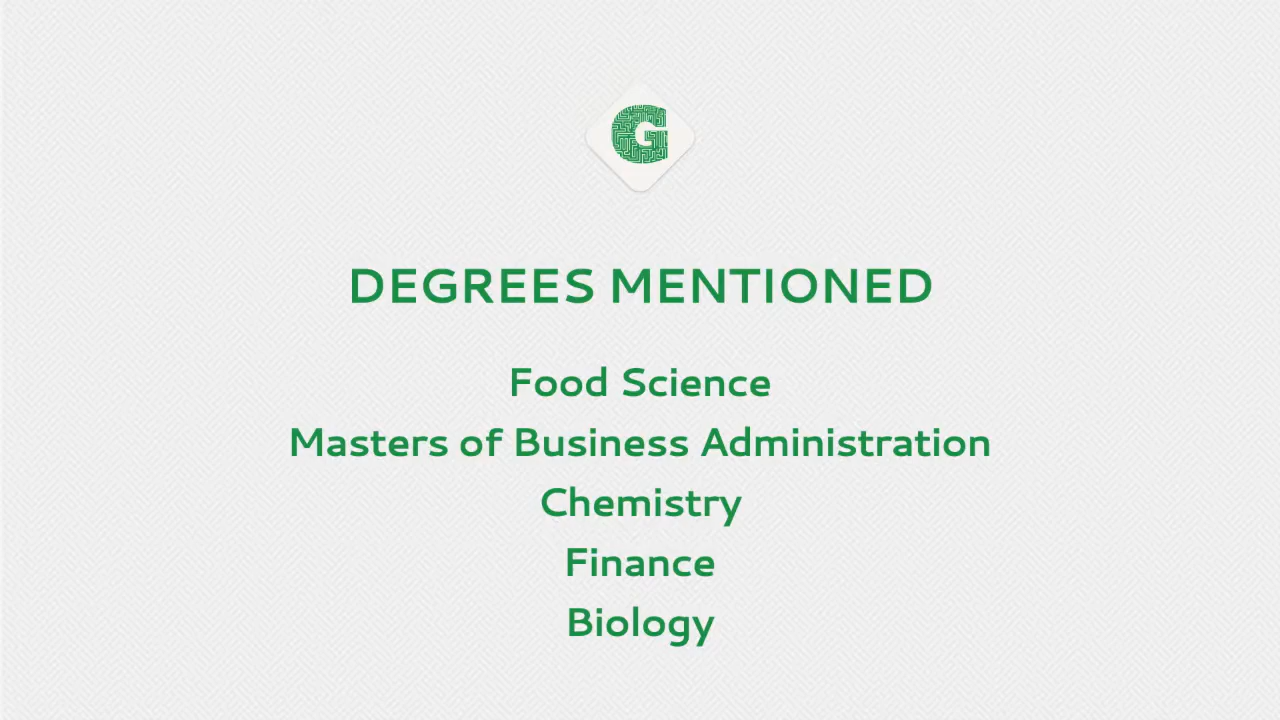 G
DEGREES MENTIONED
Food Science
Masters of Business Administration
Chemistry
Finance
Biology